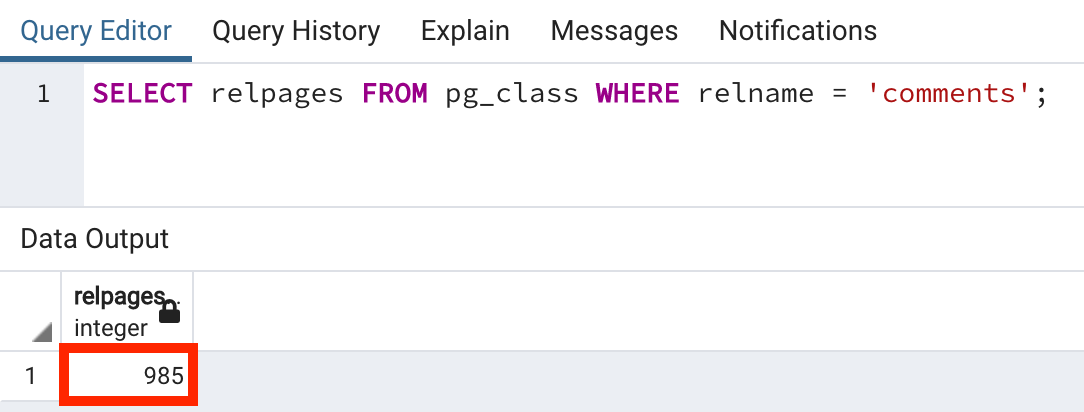 Query Editor Query History Explain Messages Notifications
1 SELECT relpages FROM pg_class WHERE relname = 'comments';
Data Output
relpages
integer
1 985